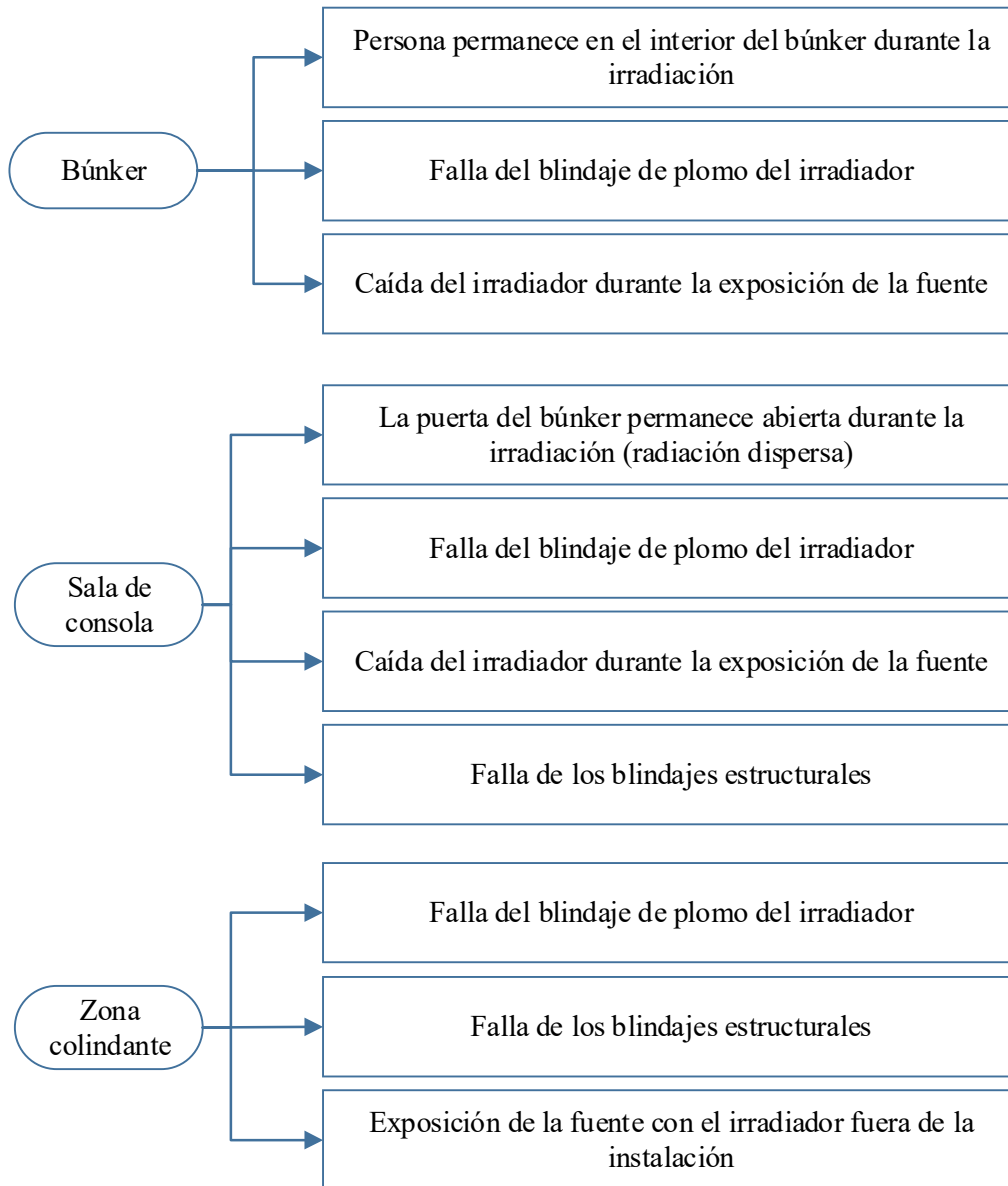 Búnker
Persona permanece en el interior del búnker durante la
irradiación
Falla del blindaje de plomo del irradiador
Caída del irradiador durante la exposición de la fuente
Sala de
consola
La puerta del búnker permanece abierta durante la
irradiación (radiación dispersa)
Falla del blindaje de plomo del irradiador
Caída del irradiador durante la exposición de la fuente
Falla de los blindajes estructurales
Zona
colindante
Falla del blindaje de plomo del irradiador
Falla de los blindajes estructurales
Exposición de la fuente con el irradiador fuera de la
instalación